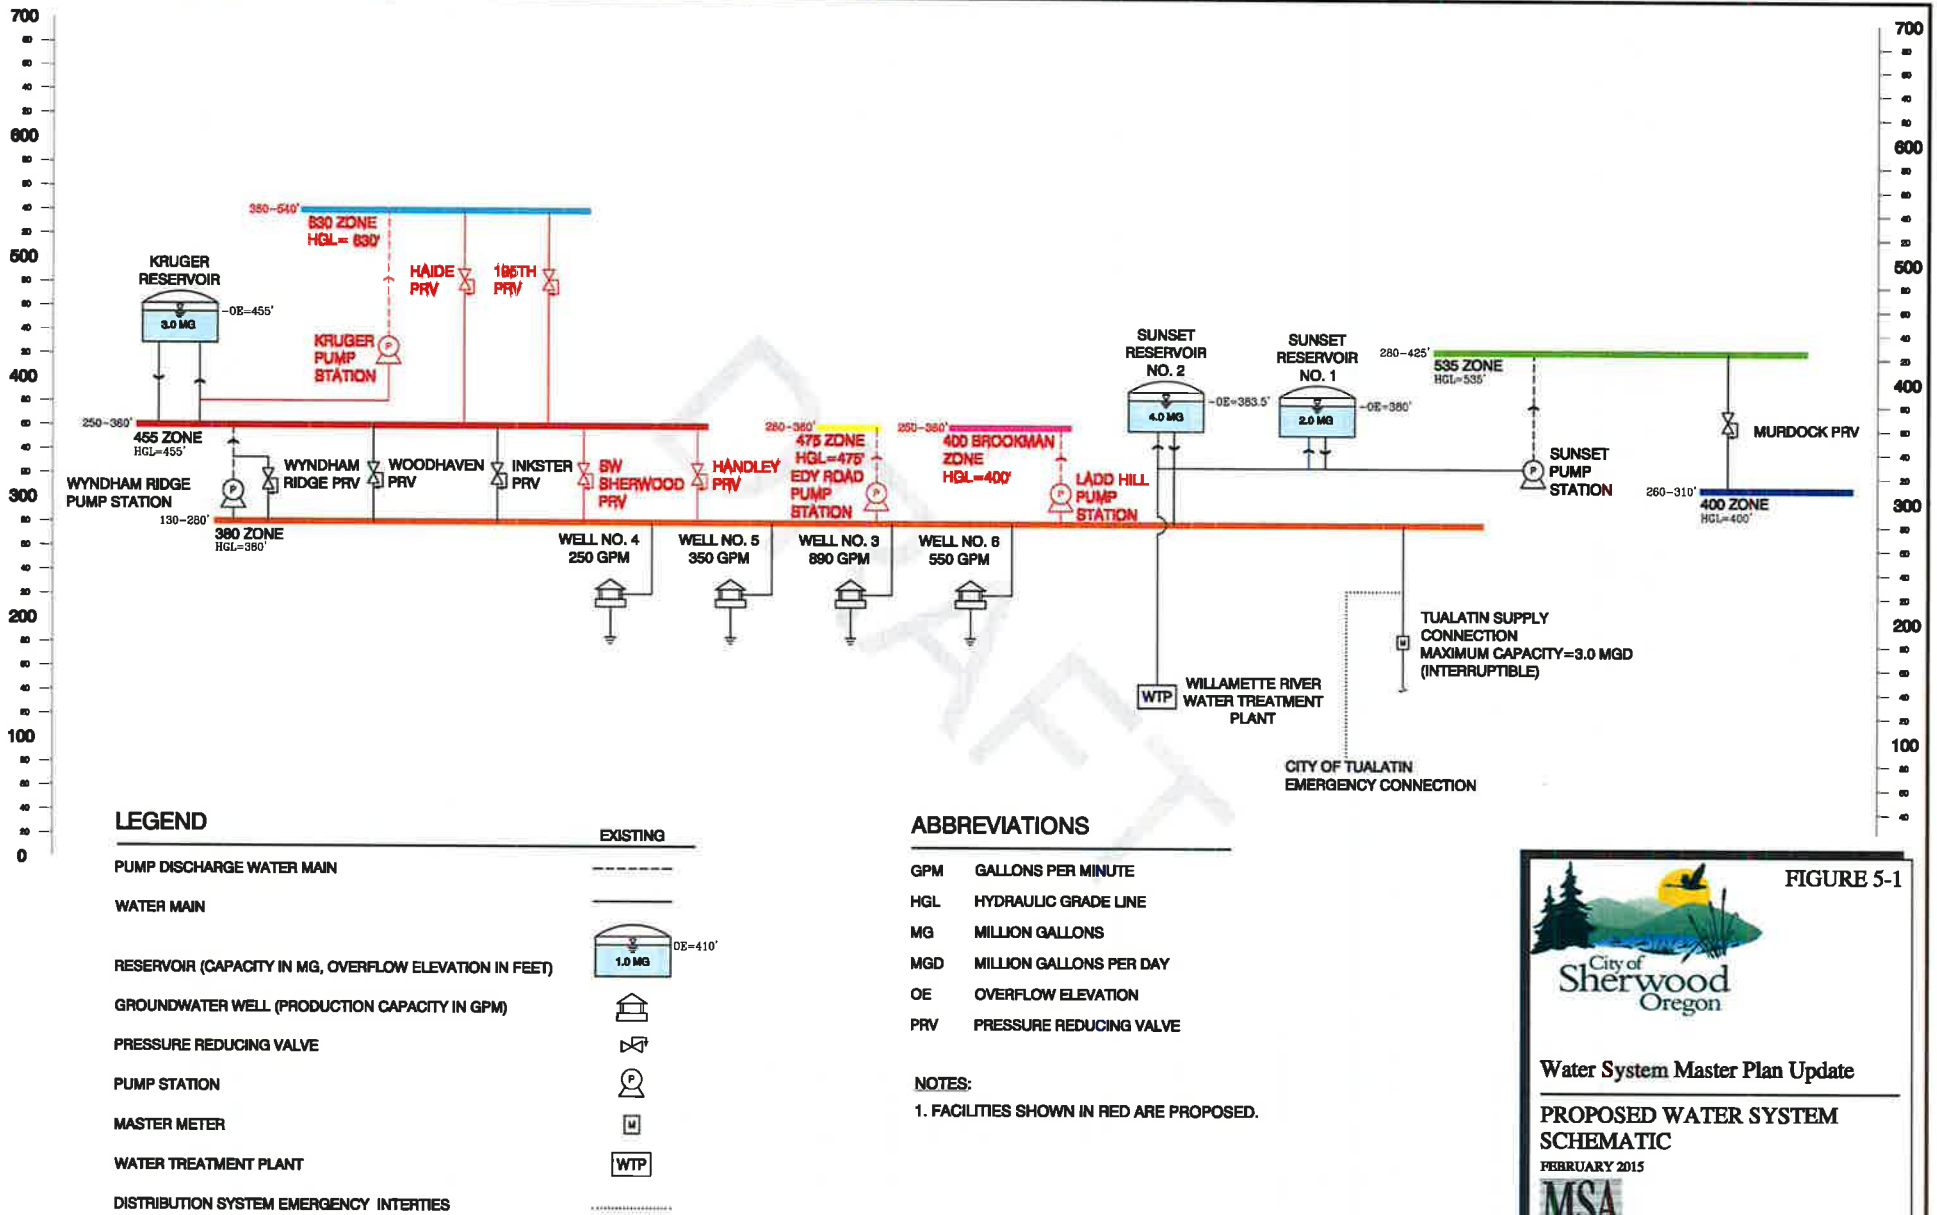 700
600
500
400
300
200
100
0
700
600
500
400
300
200
100
350-540'
630 ZONE
HGL= 630'
KRUGER
RESERVOIR
3.0 MG
-OE=455'
KRUGER
PUMP
STATION
HAIDE
PRV
195TH
PRV
250-360'
455 ZONE
HGL=455'
WYNDHAM RIDGE
PUMP STATION
WYNDHAM
RIDGE PRV
WOODHAVEN
PRV
INKSTER
PRV
SW
SHERWOOD
PRV
HANDLEY
PRV
130-280'
380 ZONE
HGL=380'
475 ZONE
HGL=475'
EDY ROAD
PUMP
STATION
400 BROOKMAN
ZONE
HGL=400'
LADD HILL
PUMP
STATION
SUNSET
RESERVOIR
NO. 2
4.0 MG
-OE=383.5'
SUNSET
RESERVOIR
NO. 1
2.0 MG
-OE=380'
280-425'
535 ZONE
HGL=535'
MURDOCK PRV
SUNSET
PUMP
STATION
260-310'
400 ZONE
HGL=400'
WELL NO. 4
250 GPM
WELL NO. 5
350 GPM
WELL NO. 3
890 GPM
WELL NO. 6
550 GPM
WTP
WILLAMETTE RIVER
WATER TREATMENT
PLANT
M
TUALATIN SUPPLY
CONNECTION
MAXIMUM CAPACITY=3.0 MGD
(INTERRUPTIBLE)
CITY OF TUALATIN
EMERGENCY CONNECTION
DRAFT
LEGEND
EXISTING
PUMP DISCHARGE WATER MAIN
WATER MAIN
RESERVOIR (CAPACITY IN MG, OVERFLOW ELEVATION IN FEET)
1.0 MG
OE=410'
GROUNDWATER WELL (PRODUCTION CAPACITY IN GPM)
PRESSURE REDUCING VALVE
PUMP STATION
P
MASTER METER
M
WATER TREATMENT PLANT
WTP
DISTRIBUTION SYSTEM EMERGENCY INTERTIES
ABBREVIATIONS
GPM GALLONS PER MINUTE
HGL HYDRAULIC GRADE LINE
MG MILLION GALLONS
MGD MILLION GALLONS PER DAY
OE OVERFLOW ELEVATION
PRV PRESSURE REDUCING VALVE
NOTES:
1. FACILITIES SHOWN IN RED ARE PROPOSED.
FIGURE 5-1
City of
Sherwood
Oregon
Water System Master Plan Update
PROPOSED WATER SYSTEM
SCHEMATIC
FEBRUARY 2015
MSA